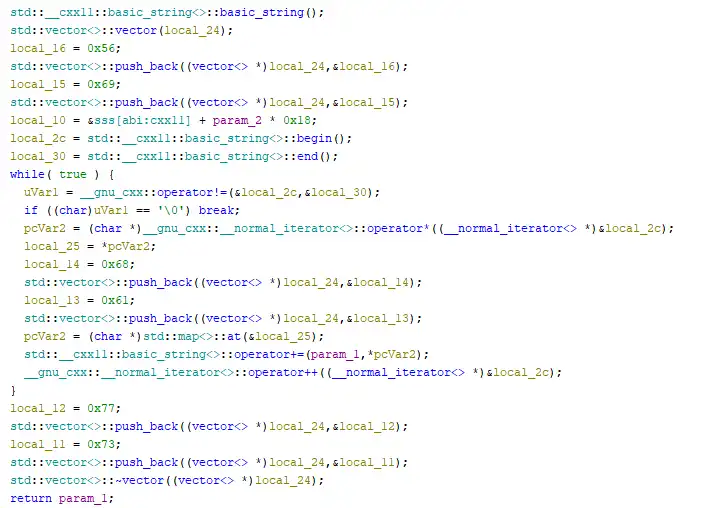 std::__cxx11::basic_string<>::basic_string();
std::vector<>::vector(local_24);
local_16 = 0x56;
std::vector<>::push_back((vector<> *)local_24,&local_16);
local_15 = 0x69;
std::vector<>::push_back((vector<> *)local_24,&local_15);
local_10 = &sss[abi:cxx11] + param_2 * 0x18;
local_2c = std::__cxx11::basic_string<>::begin();
local_30 = std::__cxx11::basic_string<>::end();
while( true ) {
  uVar1 = __gnu_cxx::operator!=(&local_2c,&local_30);
  if ((char)uVar1 == '\0') break;
  pcVar2 = (char *)__gnu_cxx::__normal_iterator<>::operator*((__normal_iterator<> *)&local_2c);
  local_25 = *pcVar2;
  local_14 = 0x68;
  std::vector<>::push_back((vector<> *)local_24,&local_14);
  local_13 = 0x61;
  std::vector<>::push_back((vector<> *)local_24,&local_13);
  pcVar2 = (char *)std::map<>::at(&local_25);
  std::__cxx11::basic_string<>::operator+=(param_1,*pcVar2);
  __gnu_cxx::__normal_iterator<>::operator++((__normal_iterator<> *)&local_2c);
}
local_12 = 0x77;
std::vector<>::push_back((vector<> *)local_24,&local_12);
local_11 = 0x73;
std::vector<>::push_back((vector<> *)local_24,&local_11);
std::vector<>::~vector((vector<> *)local_24);
return param_1;